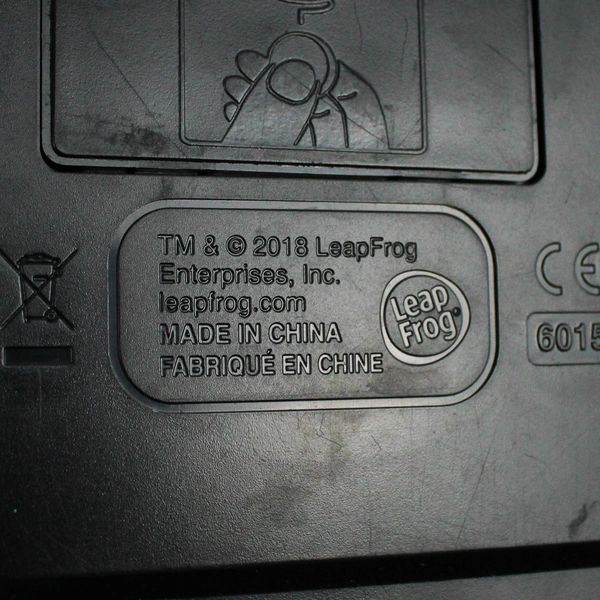 TM & © 2018 LeapFrog
Enterprises, Inc.
leapfrog.com
MADE IN CHINA
FABRIQUÉ EN CHINE
Leap
Frog®
CE
6015